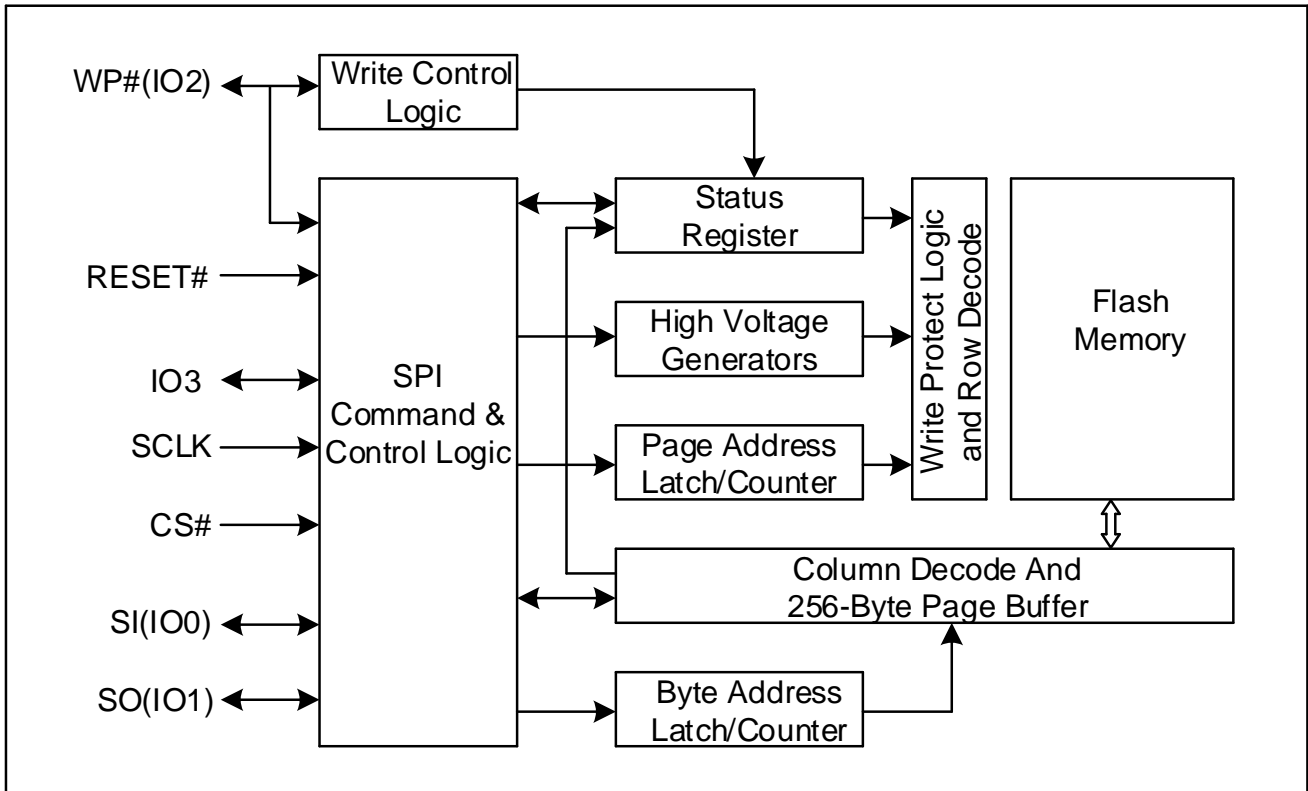 WP#(IO2)
Write Control
Logic
RESET#
IO3
SCLK
CS#
SI(IO0)
SO(IO1)
SPI
Command &
Control Logic
Status
Register
High Voltage
Generators
Page Address
Latch/Counter
Write Protect Logic
and Row Decode
Flash
Memory
Column Decode And
256-Byte Page Buffer
Byte Address
Latch/Counter